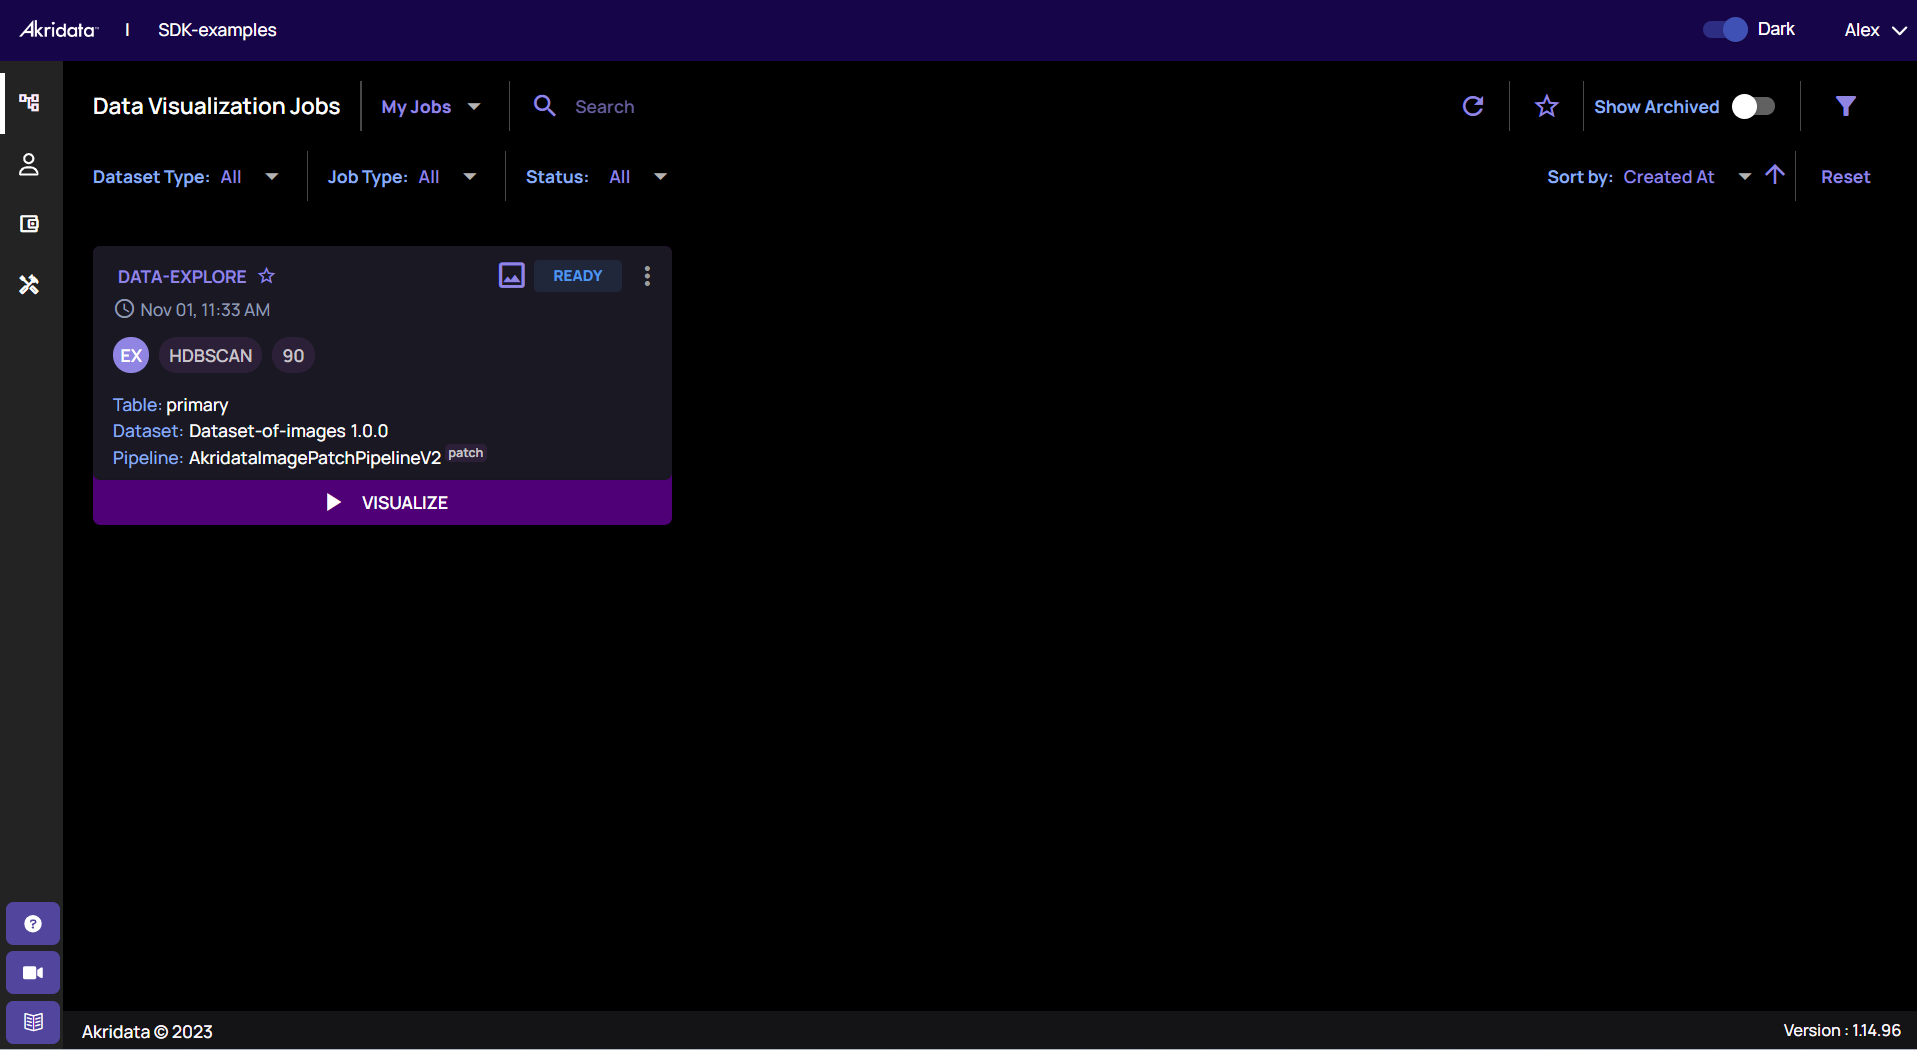 Akridata™ | SDK-examples Dark Alex
Data Visualization Jobs My Jobs Search Show Archived
Dataset Type: All Job Type: All Status: All Sort by: Created At Reset
DATA-EXPLORE READY
Nov 01, 11:33 AM
EX HDBSCAN 90
Table: primary
Dataset: Dataset-of-images 1.0.0
Pipeline: AkridataImagePatchPipelineV2 patch
VISUALIZE
Akridata © 2023 Version : 1.14.96